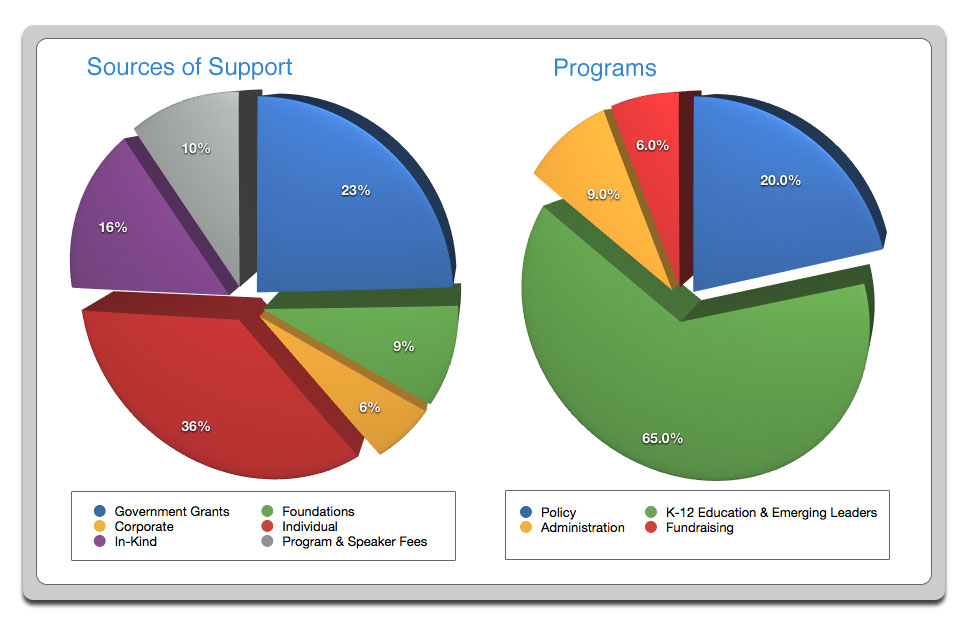 Sources of Support
10%
23%
16%
9%
6%
36%
Government Grants
Foundations
Corporate
Individual
In-Kind
Program & Speaker Fees
Programs
6.0%
20.0%
9.0%
65.0%
Policy
K-12 Education & Emerging Leaders
Administration
Fundraising